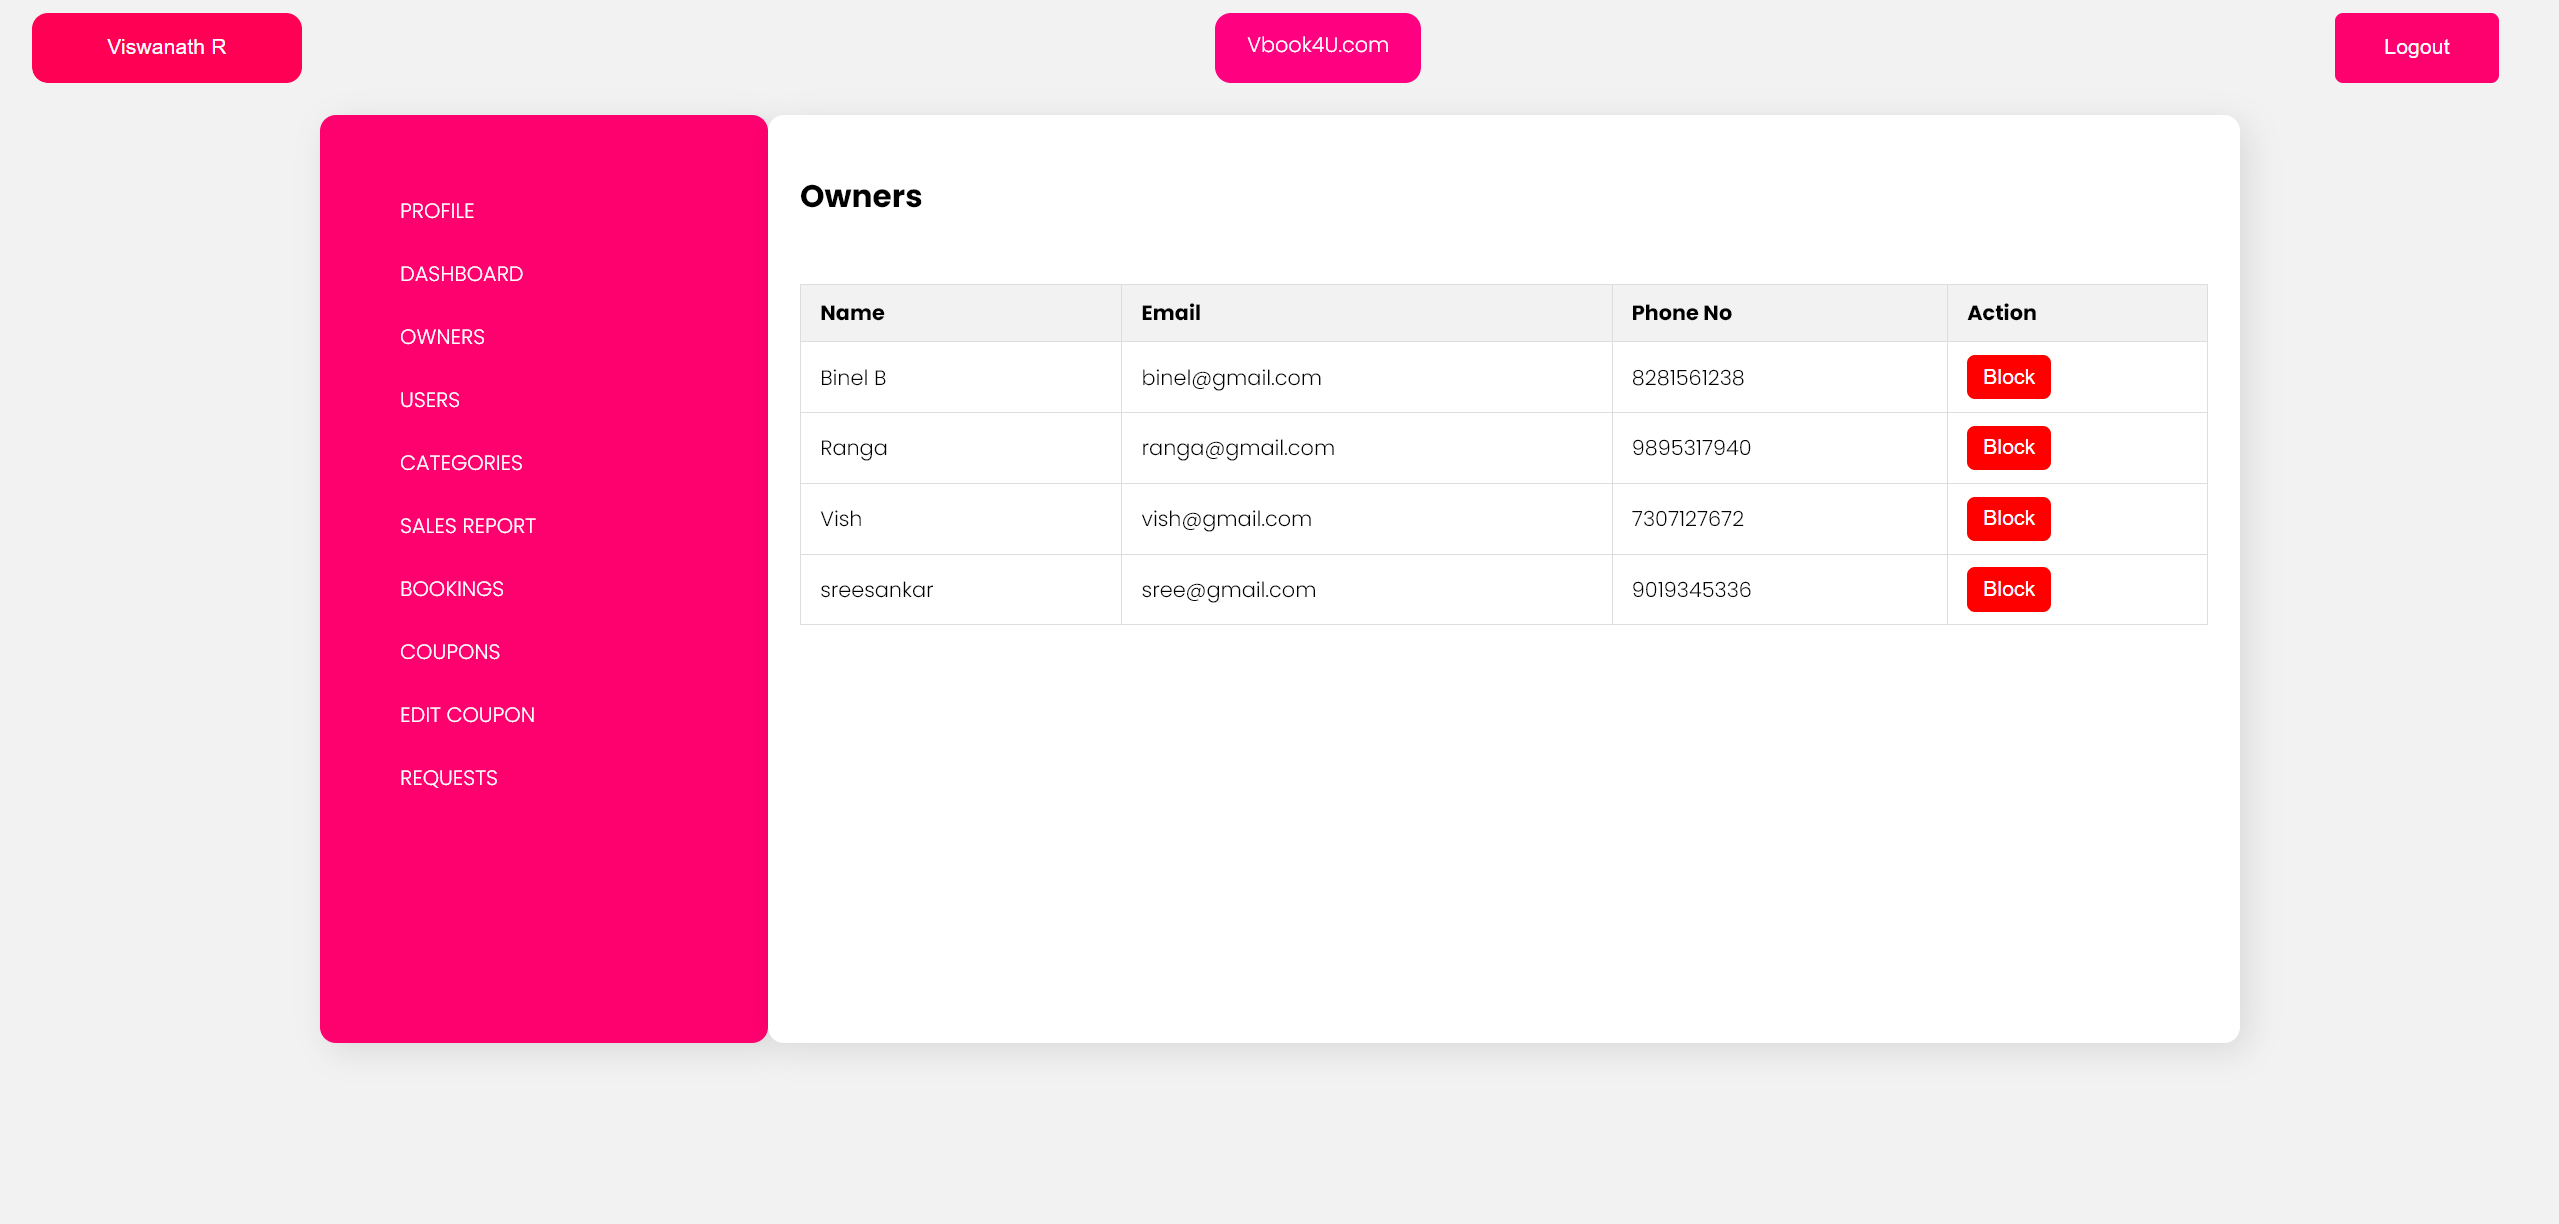 Viswanath R
Vbook4U.com
Logout
PROFILE
DASHBOARD
OWNERS
USERS
CATEGORIES
SALES REPORT
BOOKINGS
COUPONS
EDIT COUPON
REQUESTS
Owners
Name Email Phone No Action
Binel B binel@gmail.com 8281561238 Block
Ranga ranga@gmail.com 9895317940 Block
Vish vish@gmail.com 7307127672 Block
sreesankar sree@gmail.com 9019345336 Block